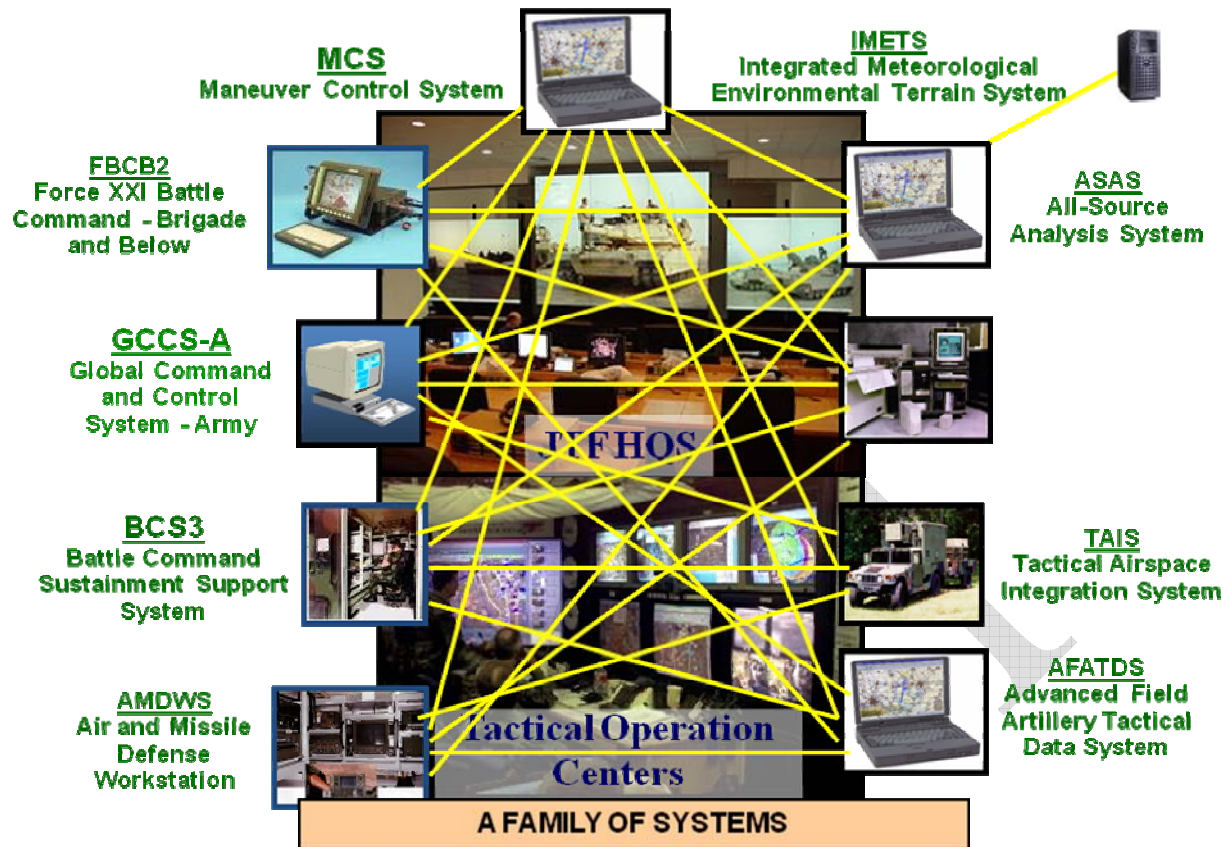 MCS
Maneuver Control System
IMETS
Integrated Meteorological
Environmental Terrain System
FBCB2
Force XXI Battle
Command - Brigade
and Below
ASAS
All-Source
Analysis System
GCCS-A
Global Command
and Control
System - Army
JTF HQS
BCS3
Battle Command
Sustainment Support
System
TAIS
Tactical Airspace
Integration System
AMDWS
Air and Missile
Defense
Workstation
AFATDS
Advanced Field
Artillery Tactical
Data System
Tactical Operation
Centers
A FAMILY OF SYSTEMS